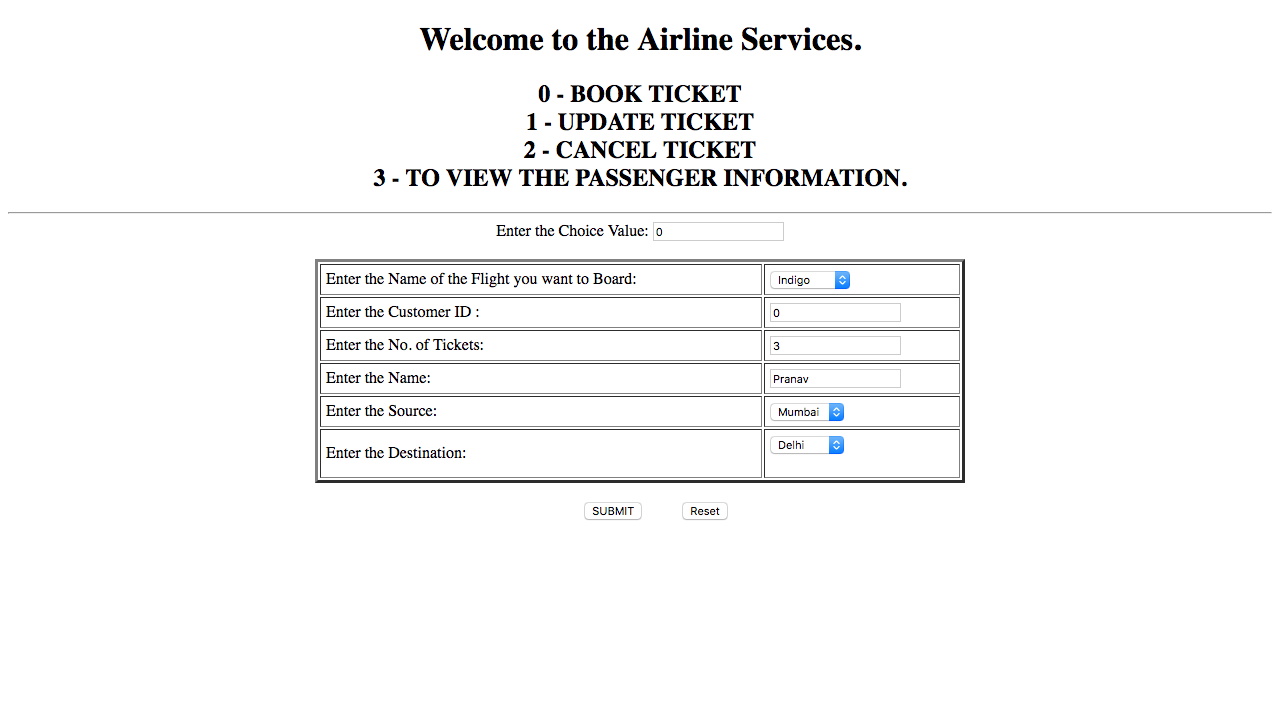 Welcome to the Airline Services.
0 - BOOK TICKET
1 - UPDATE TICKET
2 - CANCEL TICKET
3 - TO VIEW THE PASSENGER INFORMATION.
Enter the Choice Value: 0
Enter the Name of the Flight you want to Board: Indigo
Enter the Customer ID : 0
Enter the No. of Tickets: 3
Enter the Name: Pranav
Enter the Source: Mumbai
Enter the Destination: Delhi
SUBMIT Reset